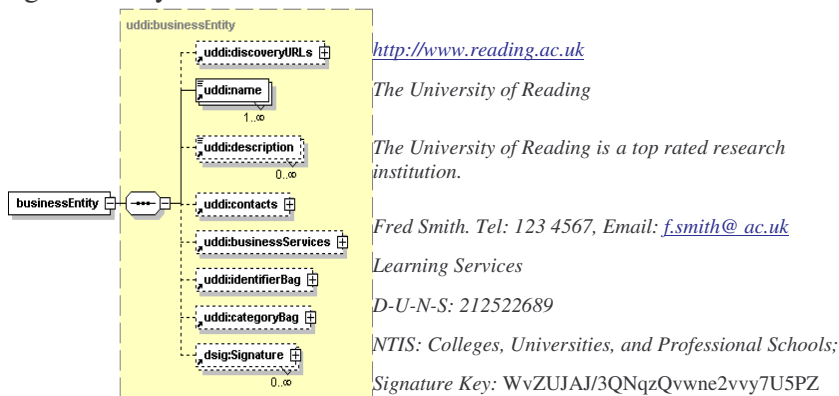 uddi:businessEntity
uddi:discoveryURLs
http://www.reading.ac.uk
uddi:name
The University of Reading
1..∞
uddi:description
The University of Reading is a top rated research
institution.
0..∞
businessEntity
uddi:contacts
Fred Smith. Tel: 123 4567, Email: f.smith@ ac.uk
uddi:businessServices
Learning Services
uddi:identifierBag
D-U-N-S: 212522689
uddi:categoryBag
NTIS: Colleges, Universities, and Professional Schools;
dsig:Signature
0..∞
Signature Key: WvZUJAJ/3QNqzQvwne2vvy7U5PZ